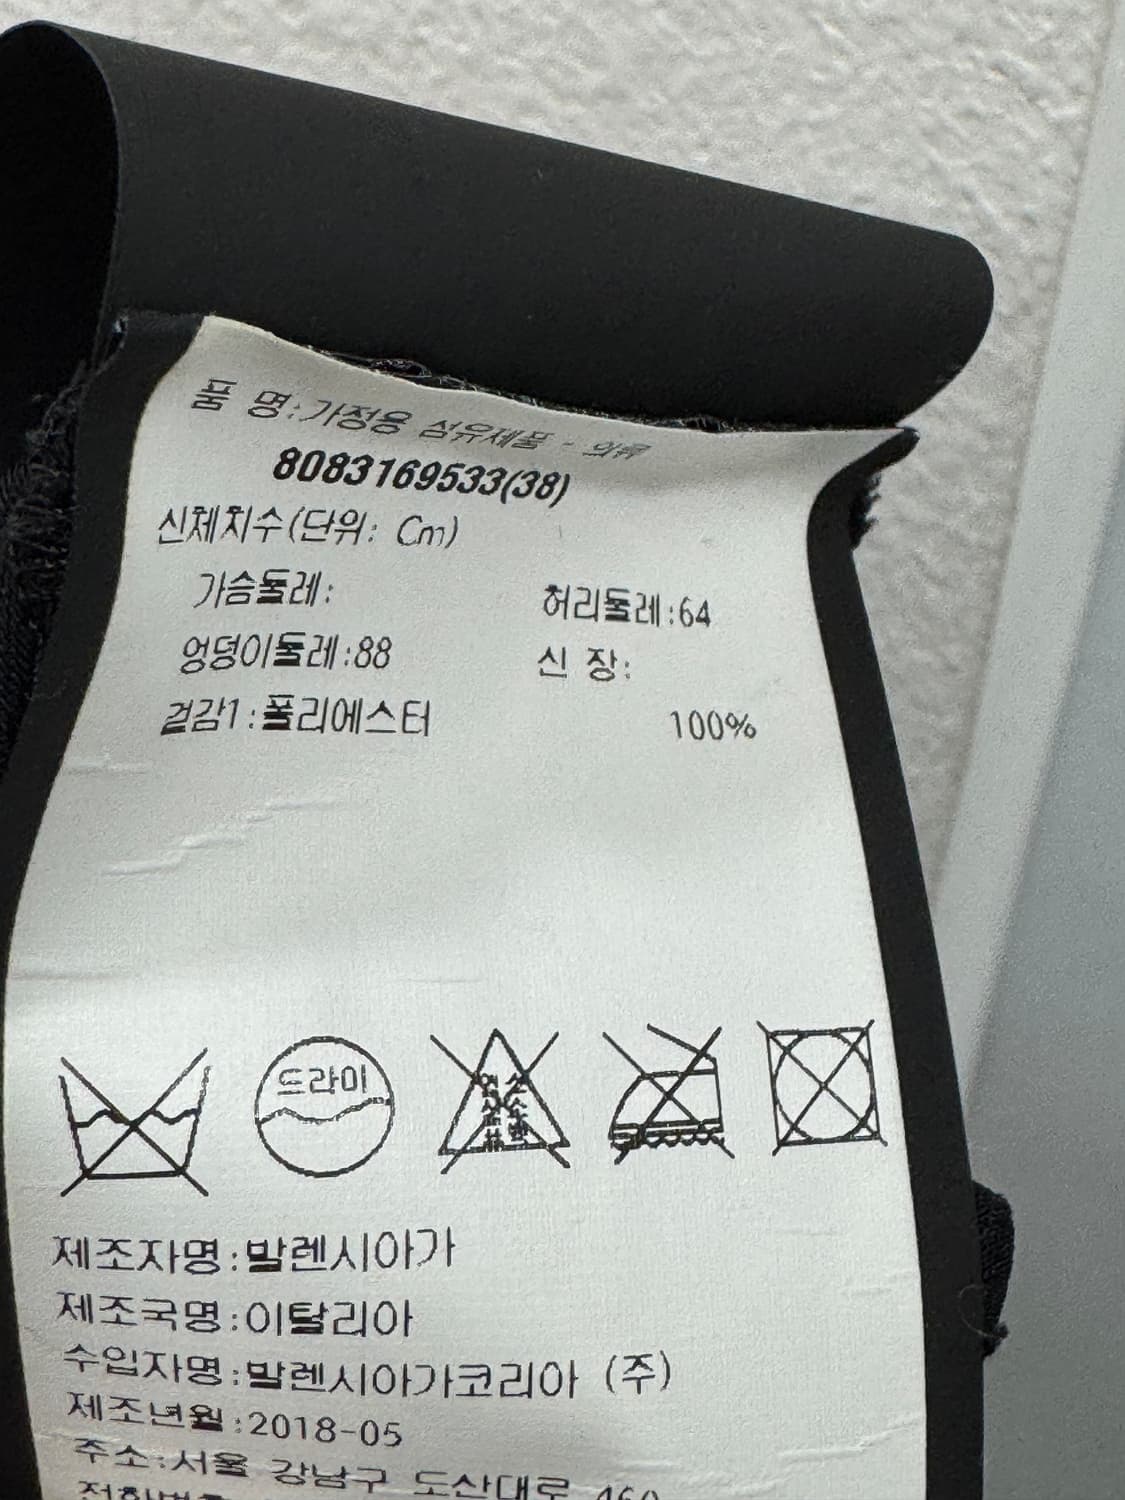 품 명:가정용 섬유제품 - 의류
8083169533(38)
신체치수(단위: Cm)
가슴둘레: 허리둘레:64
엉덩이둘레:88 신 장:
겉감1:폴리에스터 100%
드라이
염소표백
제조자명:발렌시아가
제조국명:이탈리아
수입자명:발렌시아가코리아 (주)
제조년월:2018-05
주소:서울 강남구 도산대로